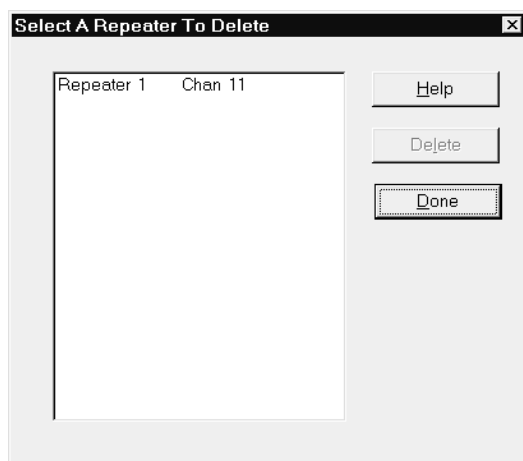 Select A Repeater To Delete
Repeater 1 Chan 11
Help
Delete
Done